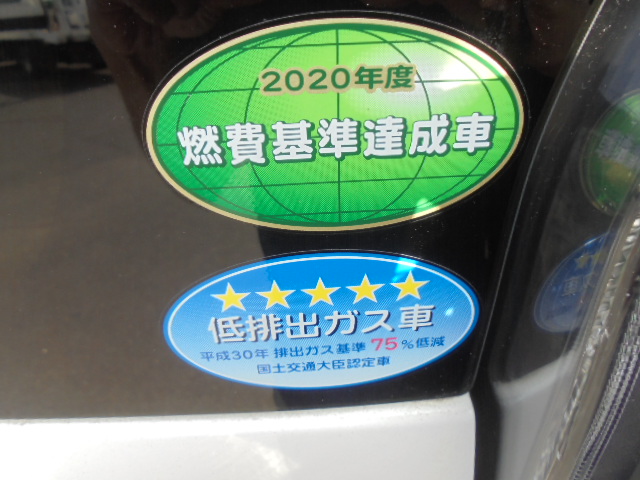 2020年度
燃費基準達成車
低排出ガス車
平成30年 排出ガス基準 75%低減
国土交通大臣認定車